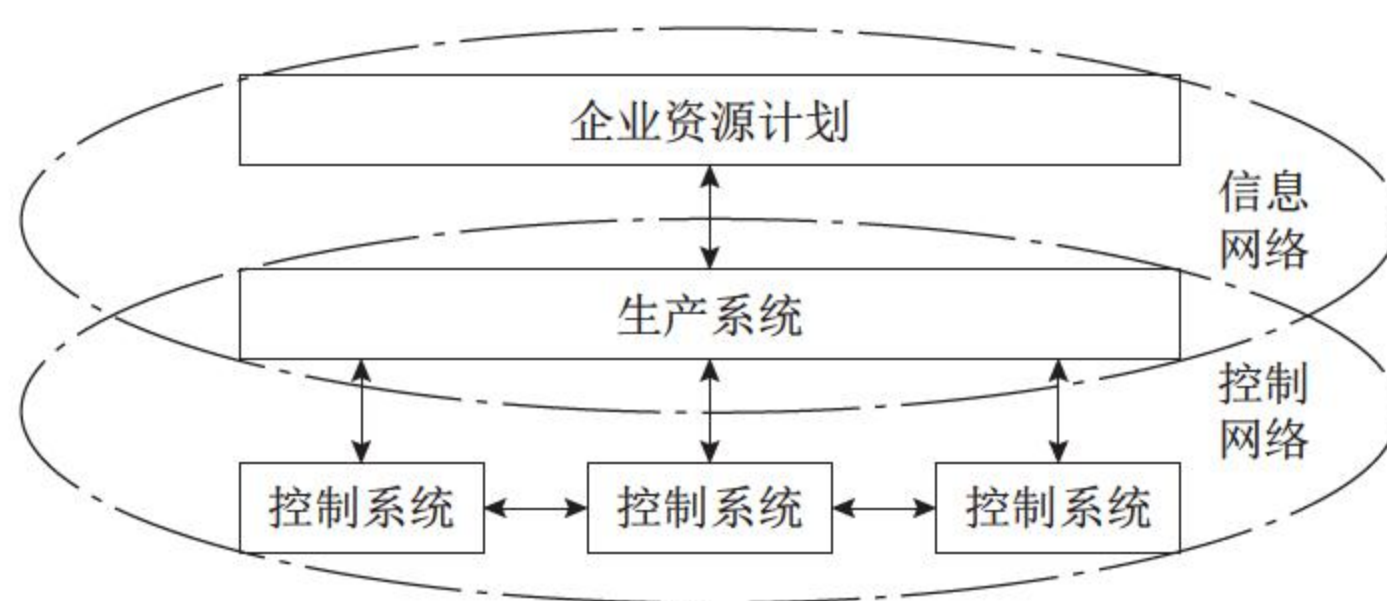 企业资源计划
信息
网络
生产系统
控制
网络
控制系统
控制系统
控制系统